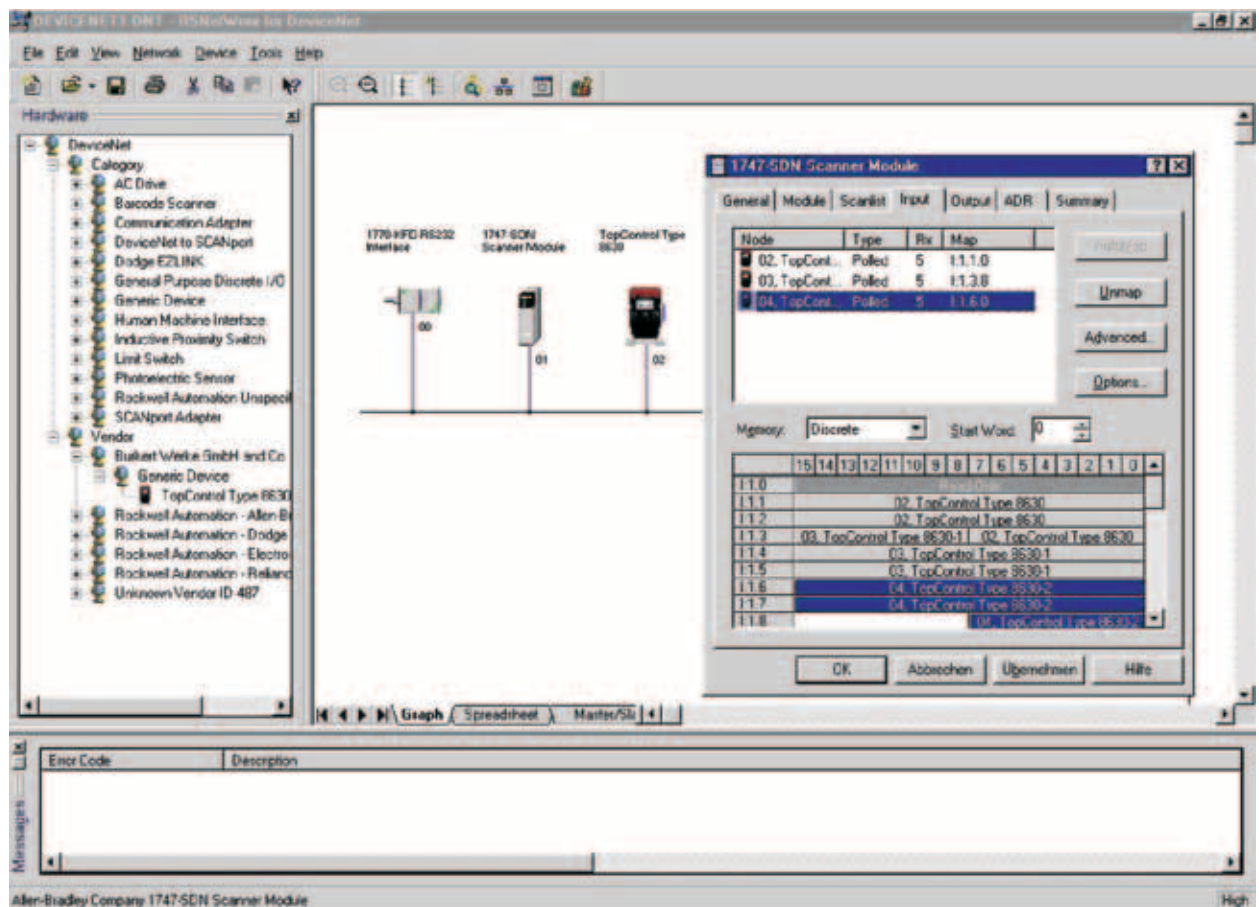 DEVICENET1.DNT - RSNetWorx for DeviceNet
File Edit View Network Device Tools Help
Hardware
DeviceNet
Category
AC Drive
Barcode Scanner
Communication Adapter
DeviceNet to SCANport
Dodge EZLINK
General Purpose Discrete I/O
Generic Device
Human Machine Interface
Inductive Proximity Switch
Limit Switch
Photoelectric Sensor
Rockwell Automation Unspecif
SCANport Adapter
Vendor
Burkert Werke GmbH and Co
Generic Device
TopControl Type 8630
Rockwell Automation - Allen-Br
Rockwell Automation - Dodge
Rockwell Automation - Electro
Rockwell Automation - Relianc
Unknown Vendor ID 487
1770-KFD RS232
Interface
00
1747-SDN
Scanner Module
01
TopControl Type
8630
02
1747-SDN Scanner Module
General Module Scanlist Input Output ADR Summary
Node Type Rx Map
02, TopCont... Polled 5 I:1.1.0
03, TopCont... Polled 5 I:1.3.8
04, TopCont... Polled 5 I:1.6.0
AutoMap
Unmap
Advanced...
Options...
Memory: Discrete Start Word: 0
15 14 13 12 11 10 9 8 7 6 5 4 3 2 1 0
I:1.0 Read-Only
I:1.1 02, TopControl Type 8630
I:1.2 02, TopControl Type 8630
I:1.3 03, TopControl Type 8630-1 02, TopControl Type 8630
I:1.4 03, TopControl Type 8630-1
I:1.5 03, TopControl Type 8630-1
I:1.6 04, TopControl Type 8630-2
I:1.7 04, TopControl Type 8630-2
I:1.8 04, TopControl Type 8630-2
OK Abbrechen Übernehmen Hilfe
Graph Spreadsheet Master/Sla
Messages
Error Code Description
Allen-Bradley Company 1747-SDN Scanner Module
High